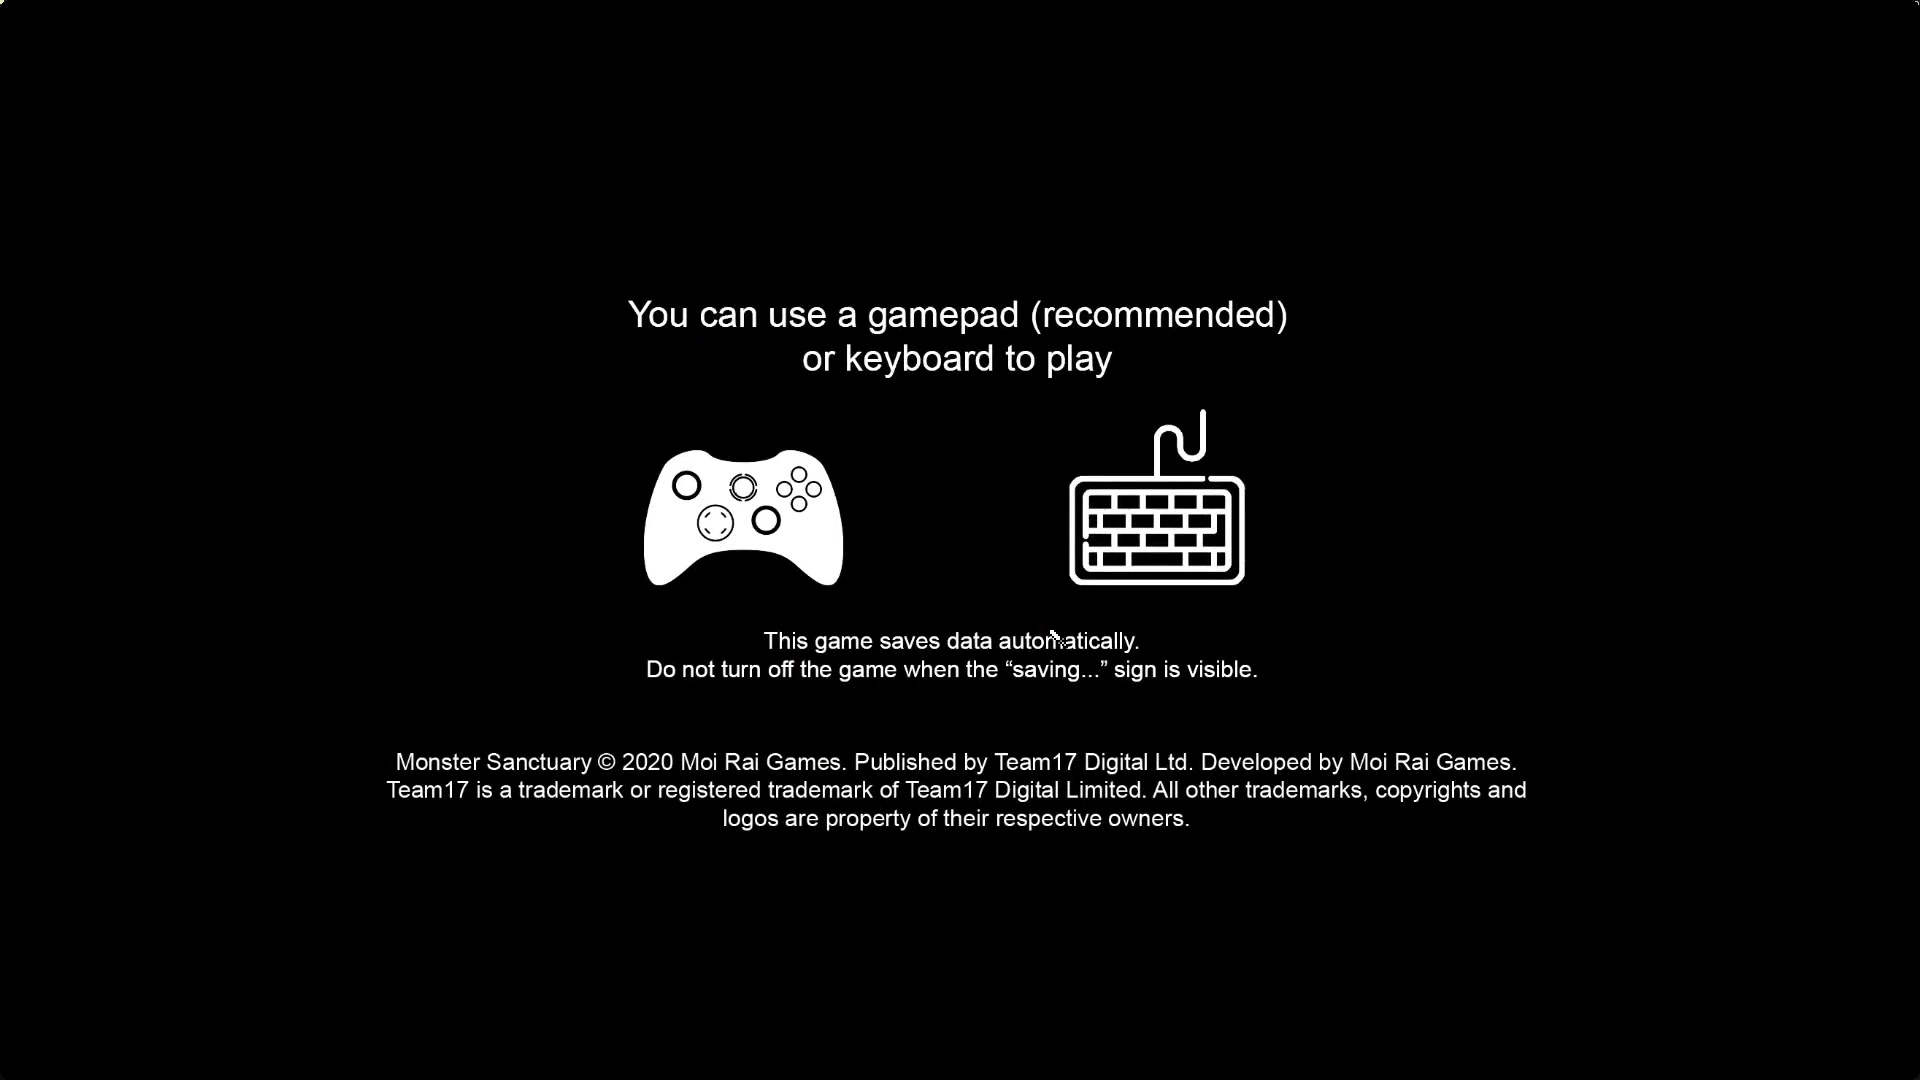 You can use a gamepad (recommended)
or keyboard to play
This game saves data automatically.
Do not turn off the game when the “saving...” sign is visible.
Monster Sanctuary © 2020 Moi Rai Games. Published by Team17 Digital Ltd. Developed by Moi Rai Games.
Team17 is a trademark or registered trademark of Team17 Digital Limited. All other trademarks, copyrights and
logos are property of their respective owners.